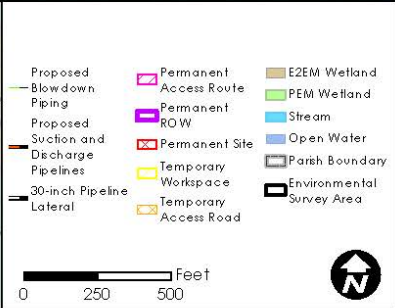 Proposed
Blowdown
Piping
Proposed
Suction and
Discharge
Pipelines
30-inch Pipeline
Lateral
Permanent
Access Route
Permanent
ROW
Permanent Site
Temporary
Workspace
Temporary
Access Road
E2EM Wetland
PEM Wetland
Stream
Open Water
Parish Boundary
Environmental
Survey Area
Feet
0 250 500
N